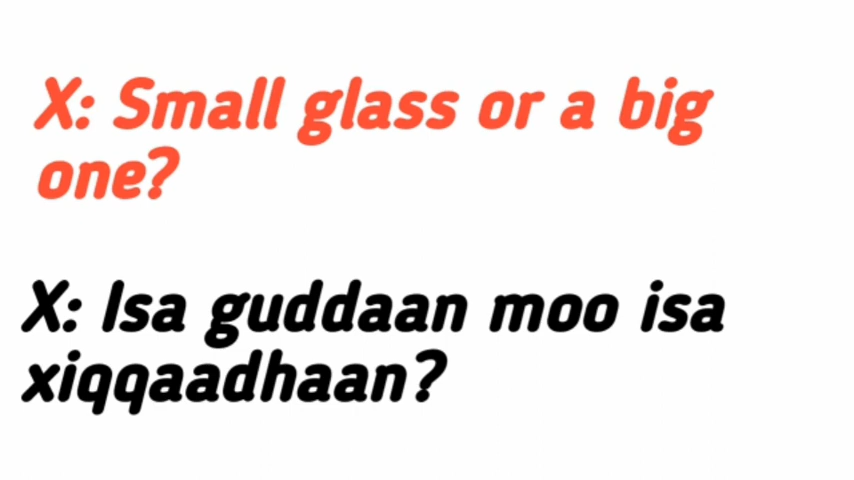 X: Small glass or a big
one?
X: Isa guddaan moo isa
xiqqaadhaan?